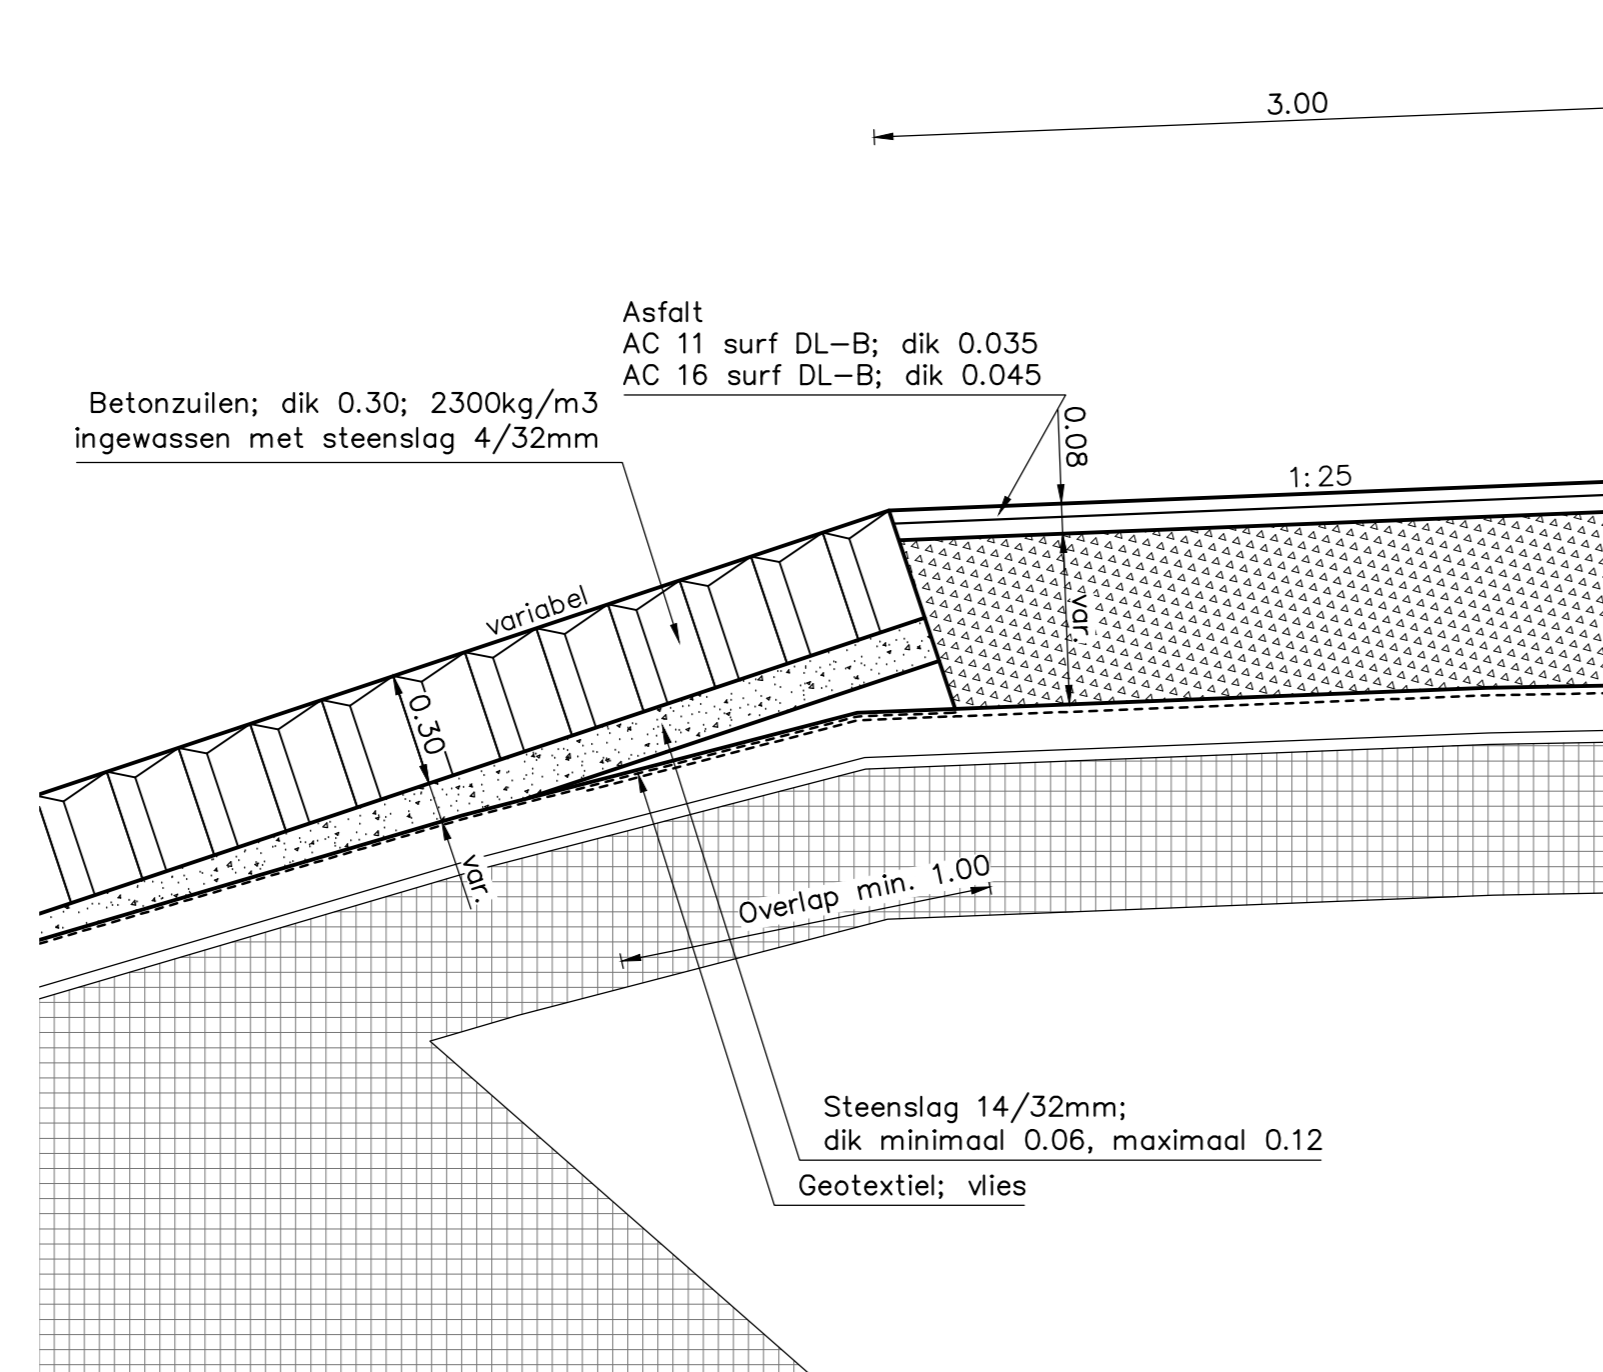 3.00
Asfalt
AC 11 surf DL-B; dik 0.035
AC 16 surf DL-B; dik 0.045
Betonzuilen; dik 0.30; 2300kg/m3
ingewassen met steenslag 4/32mm
0.08
1:25
variabel
var.
0.30
var.
Overlap min. 1.00
Steenslag 14/32mm;
dik minimaal 0.06, maximaal 0.12
Geotextiel; vlies